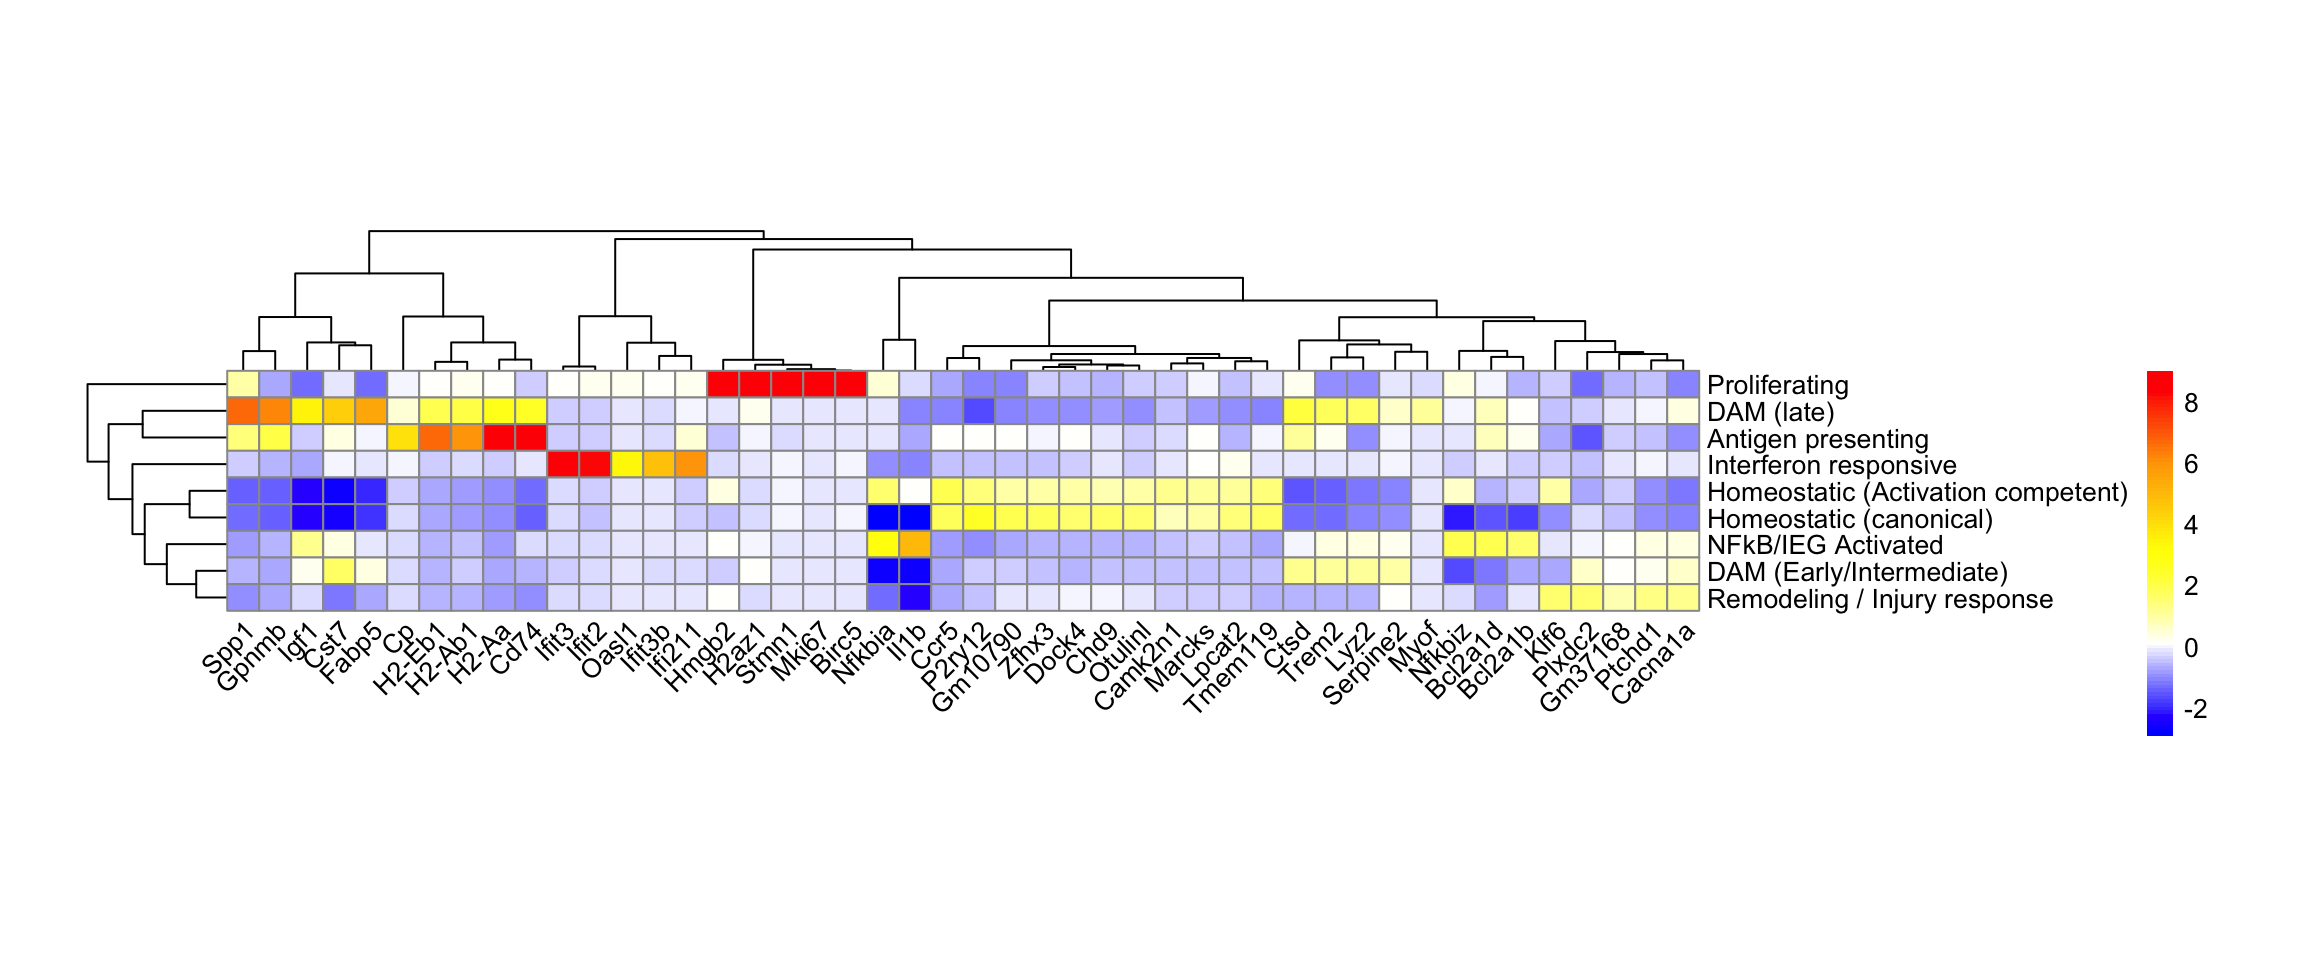 Proliferating
DAM (late)
Antigen presenting
Interferon responsive
Homeostatic (Activation competent)
Homeostatic (canonical)
NFkB/IEG Activated
DAM (Early/Intermediate)
Remodeling / Injury response
8
6
4
2
0
-2
Spp1
Gpnmb
Igf1
Cst7
Fabp5
Cp
H2-Eb1
H2-Ab1
H2-Aa
Cd74
Ifit3
Ifit2
Oasl1
Ifit3b
Ifi211
Hmgb2
H2az1
Stmn1
Mki67
Birc5
Nfkbia
Il1b
Ccr5
P2ry12
Gm10790
Zfhx3
Dock4
Chd9
Otulinl
Camk2n1
Marcks
Lpcat2
Tmem119
Ctsd
Trem2
Lyz2
Serpine2
Myof
Nfkbiz
Bcl2a1d
Bcl2a1b
Klf6
Plxdc2
Gm37168
Ptchd1
Cacna1a